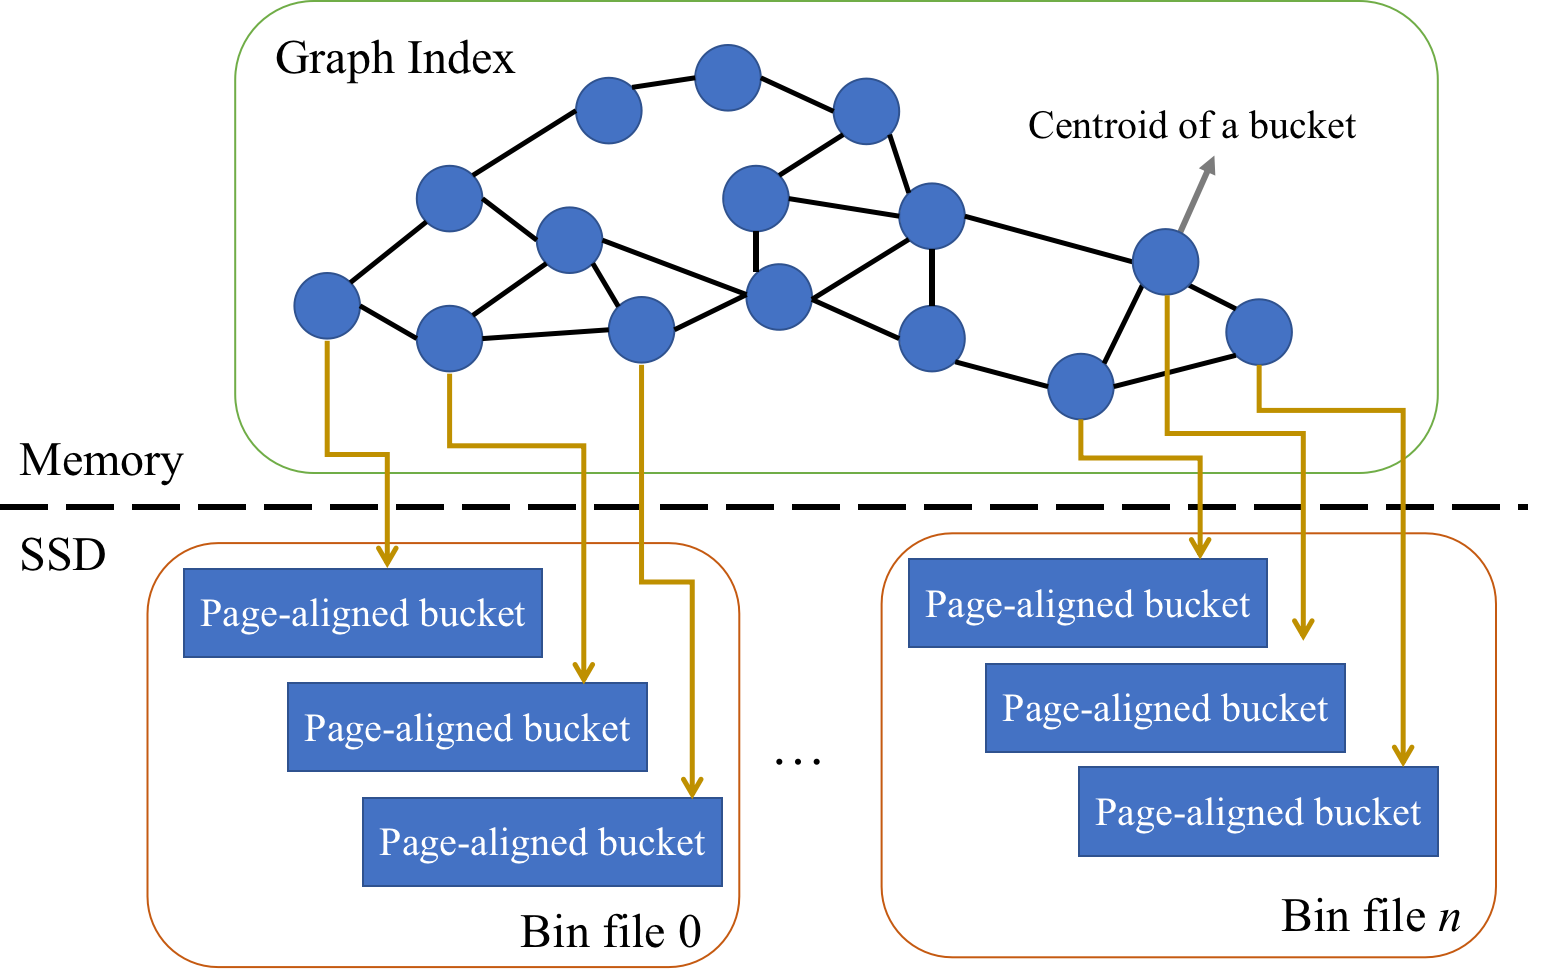 Graph Index
Centroid of a bucket
Memory
SSD
Page-aligned bucket
Page-aligned bucket
Page-aligned bucket
Bin file 0
…
Page-aligned bucket
Page-aligned bucket
Page-aligned bucket
Bin file n